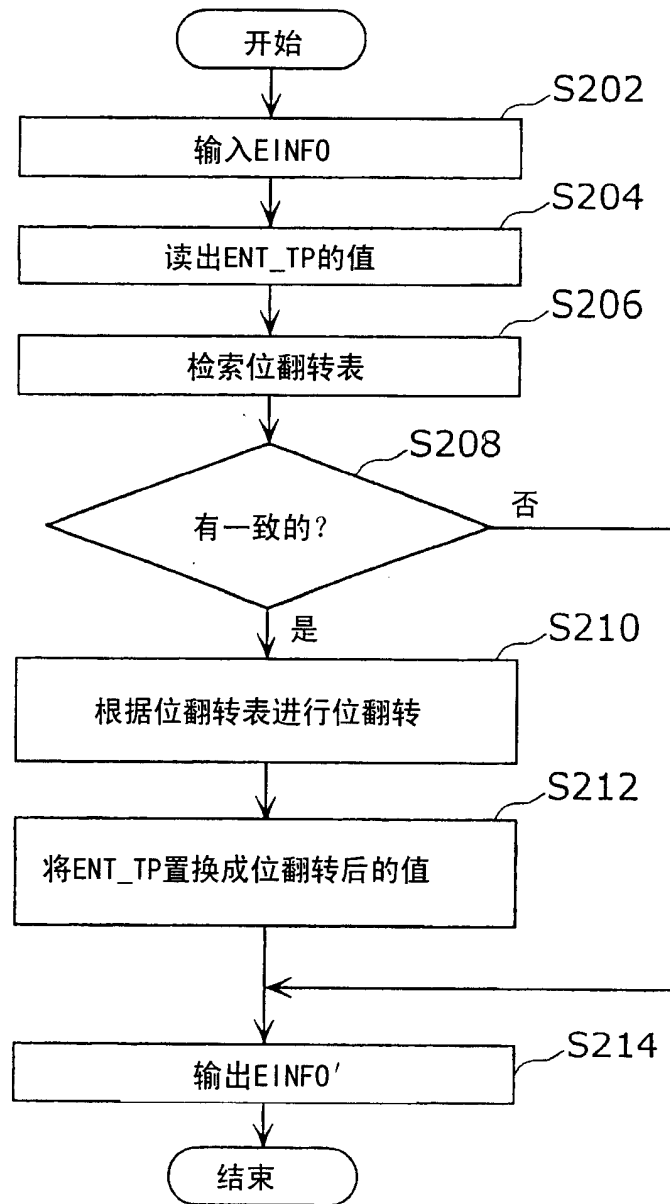 开始
S202
输入EINFO
S204
读出ENT_TP的值
S206
检索位翻转表
S208
有一致的?
否
是
S210
根据位翻转表进行位翻转
S212
将ENT_TP置换成位翻转后的值
S214
输出EINFO'
结束